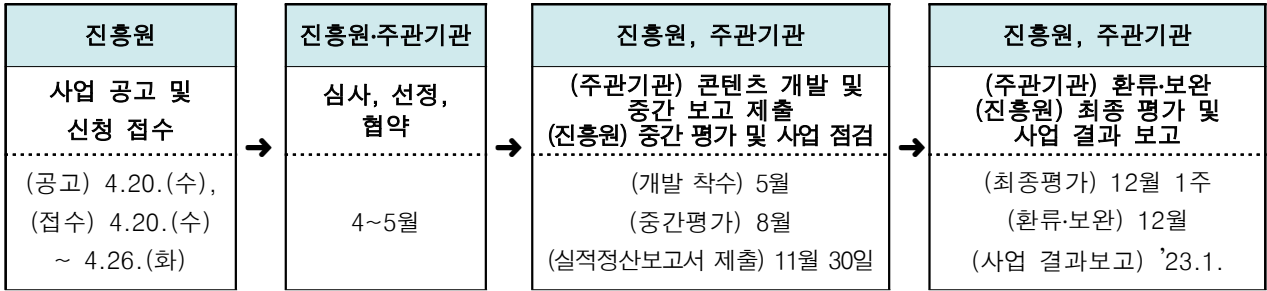 진흥원
사업 공고 및
신청 접수
(공고) 4.20.(수),
(접수) 4.20.(수)
~ 4.26.(화)
➜
진흥원·주관기관
심사, 선정,
협약
4~5월
➜
진흥원, 주관기관
(주관기관) 콘텐츠 개발 및
중간 보고 제출
(진흥원) 중간 평가 및 사업 점검
(개발 착수) 5월
(중간평가) 8월
(실적정산보고서 제출) 11월 30일
➜
진흥원, 주관기관
(주관기관) 환류·보완
(진흥원) 최종 평가 및
사업 결과 보고
(최종평가) 12월 1주
(환류·보완) 12월
(사업 결과보고) ’23.1.